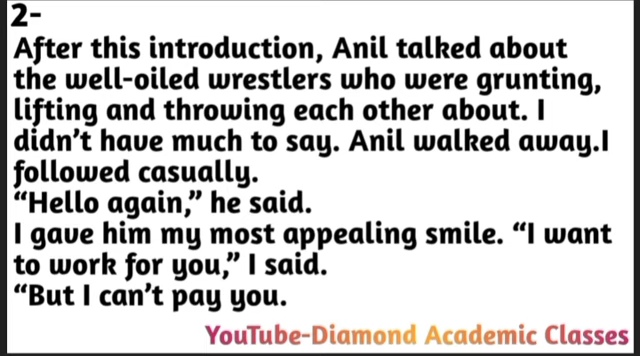 2-
After this introduction, Anil talked about
the well-oiled wrestlers who were grunting,
lifting and throwing each other about. I
didn't have much to say. Anil walked away.I
followed casually.
“Hello again,” he said.
I gave him my most appealing smile. “I want
to work for you,” I said.
“But I can't pay you.
YouTube-Diamond Academic Classes